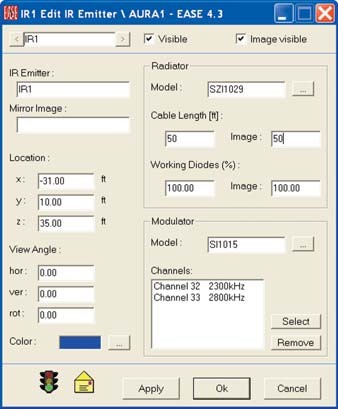 EASE IR1 Edit IR Emitter \ AURA1 - EASE 4.3
< IR1 > Visible Image visible
IR Emitter :
IR1
Mirror Image :
Location :
x : -31.00 ft
y : 10.00 ft
z : 35.00 ft
View Angle :
hor : 0.00
ver : 0.00
rot : 0.00
Color : ...
Radiator
Model : SZI1029 ...
Cable Length [ft] :
50 Image : 50
Working Diodes (%) :
100.00 Image : 100.00
Modulator
Model : SI1015 ...
Channels:
Channel 32 2300kHz
Channel 33 2800kHz
Select
Remove
Apply Ok Cancel